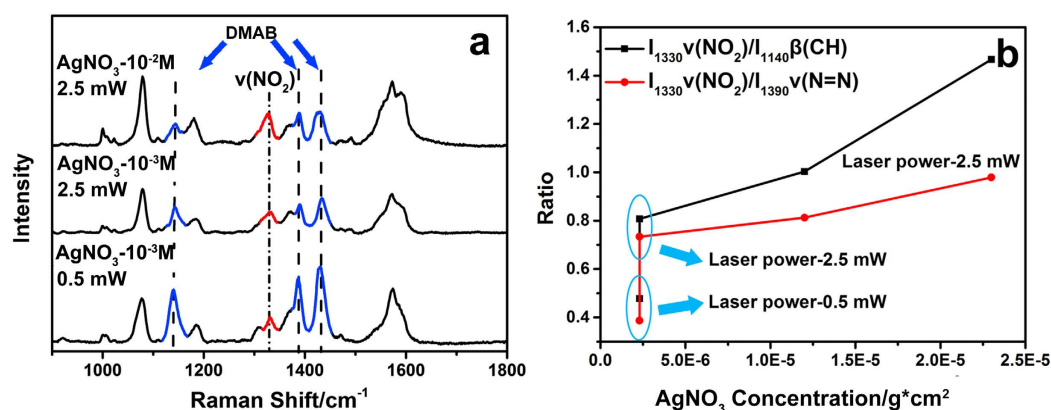 a
DMAB
AgNO₃-10⁻²M
2.5 mW
ν(NO₂)
AgNO₃-10⁻³M
2.5 mW
AgNO₃-10⁻³M
0.5 mW
Intensity
1000 1200 1400 1600 1800
Raman Shift/cm⁻¹
b
I₁₃₃₀ν(NO₂)/I₁₁₄₀β(CH)
I₁₃₃₀ν(NO₂)/I₁₃₉₀ν(N=N)
1.6
1.4
1.2
1.0
0.8
0.6
0.4
Ratio
Laser power-2.5 mW
Laser power-2.5 mW
Laser power-0.5 mW
0.0 5.0E-6 1.0E-5 1.5E-5 2.0E-5 2.5E-5
AgNO₃ Concentration/g*cm²